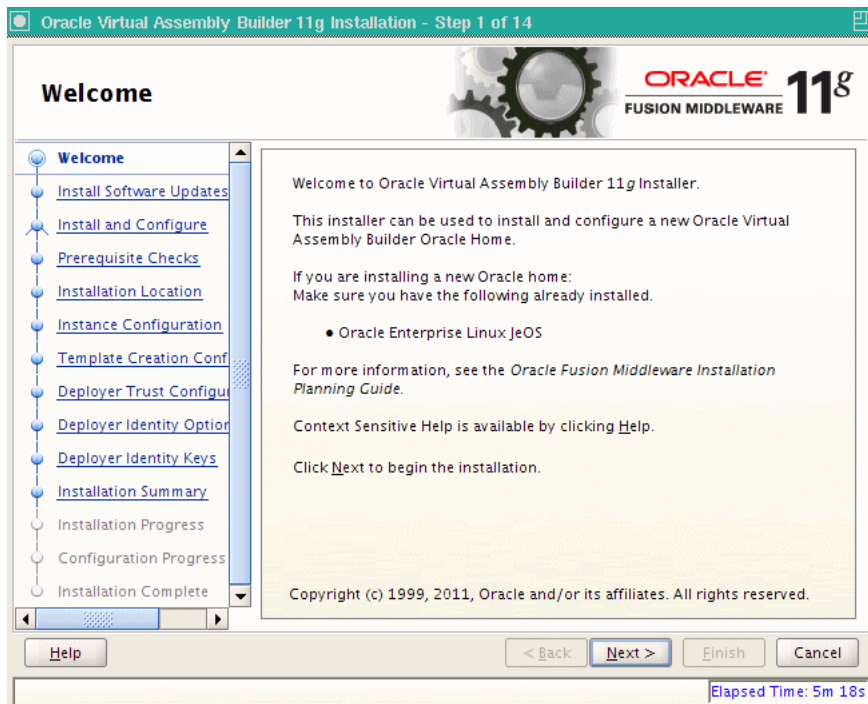 Oracle Virtual Assembly Builder 11g Installation - Step 1 of 14
Welcome
ORACLE
FUSION MIDDLEWARE
11g
Welcome
Install Software Updates
Install and Configure
Prerequisite Checks
Installation Location
Instance Configuration
Template Creation Conf
Deployer Trust Configu
Deployer Identity Option
Deployer Identity Keys
Installation Summary
Installation Progress
Configuration Progress
Installation Complete
Welcome to Oracle Virtual Assembly Builder 11g Installer.
This installer can be used to install and configure a new Oracle Virtual
Assembly Builder Oracle Home.
If you are installing a new Oracle home:
Make sure you have the following already installed.
● Oracle Enterprise Linux JeOS
For more information, see the Oracle Fusion Middleware Installation
Planning Guide.
Context Sensitive Help is available by clicking Help.
Click Next to begin the installation.
Copyright (c) 1999, 2011, Oracle and/or its affiliates. All rights reserved.
Help
< Back
Next >
Finish
Cancel
Elapsed Time: 5m 18s